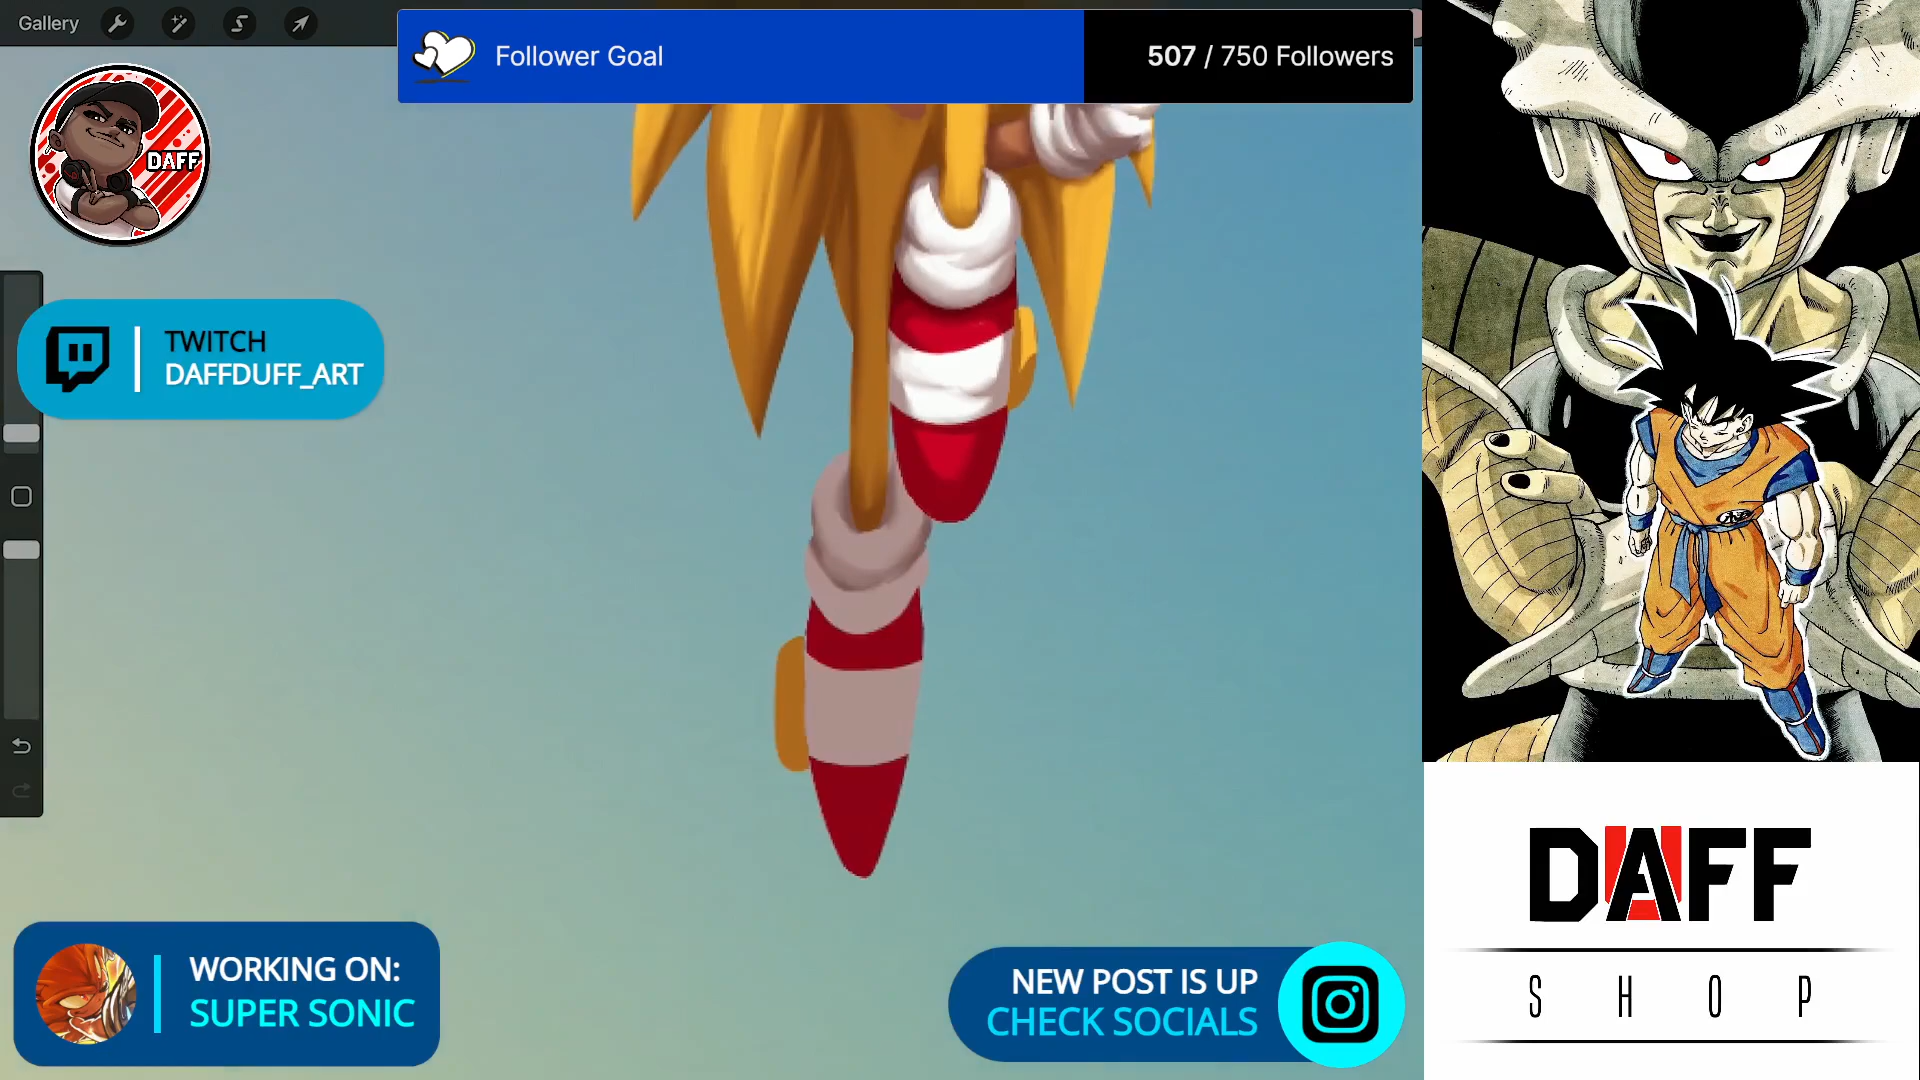 Gallery
Follower Goal
507 / 750 Followers
DAFF
TWITCH
DAFFDUFF_ART
WORKING ON:
SUPER SONIC
NEW POST IS UP
CHECK SOCIALS
DAFF
SHOP